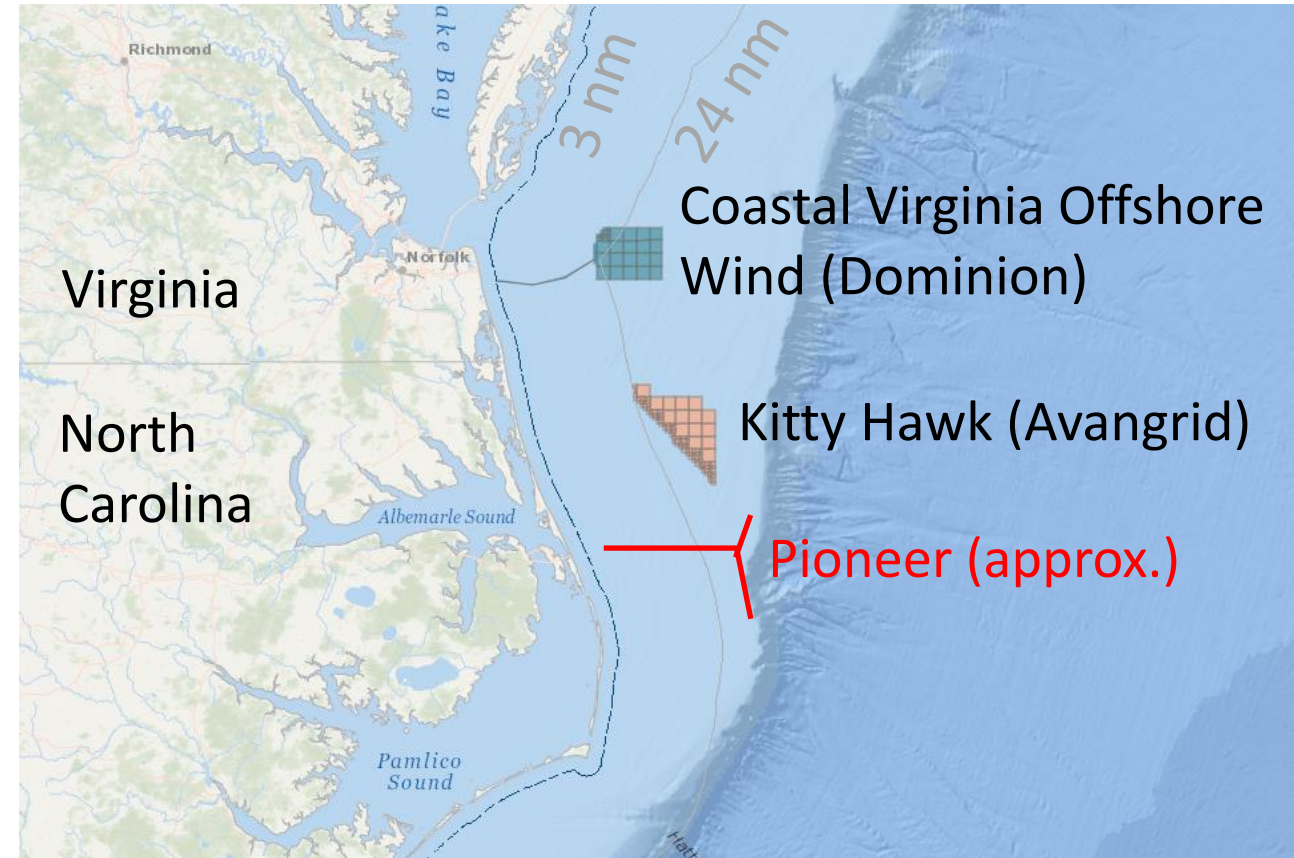 Richmond
ake Bay
3 nm
24 nm
Coastal Virginia Offshore
Wind (Dominion)
Norfolk
Virginia
North
Carolina
Kitty Hawk (Avangrid)
Albemarle Sound
Pioneer (approx.)
Pamlico
Sound
Hatt